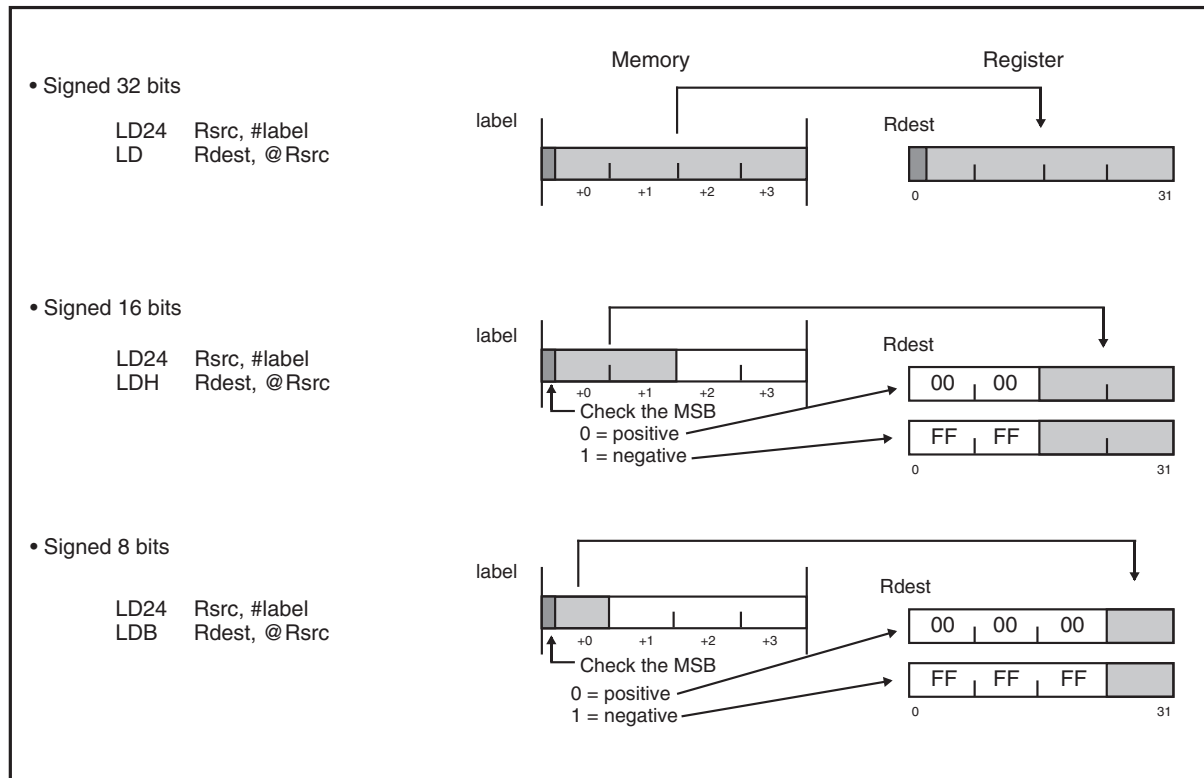 Memory Register
• Signed 32 bits
LD24 Rsrc, #label
LD Rdest, @Rsrc
label
+0 +1 +2 +3
Rdest
0 31
• Signed 16 bits
LD24 Rsrc, #label
LDH Rdest, @Rsrc
label
+0 +1 +2 +3
Check the MSB
0 = positive
1 = negative
Rdest
00 00
FF FF
0 31
• Signed 8 bits
LD24 Rsrc, #label
LDB Rdest, @Rsrc
label
+0 +1 +2 +3
Check the MSB
0 = positive
1 = negative
Rdest
00 00 00
FF FF FF
0 31